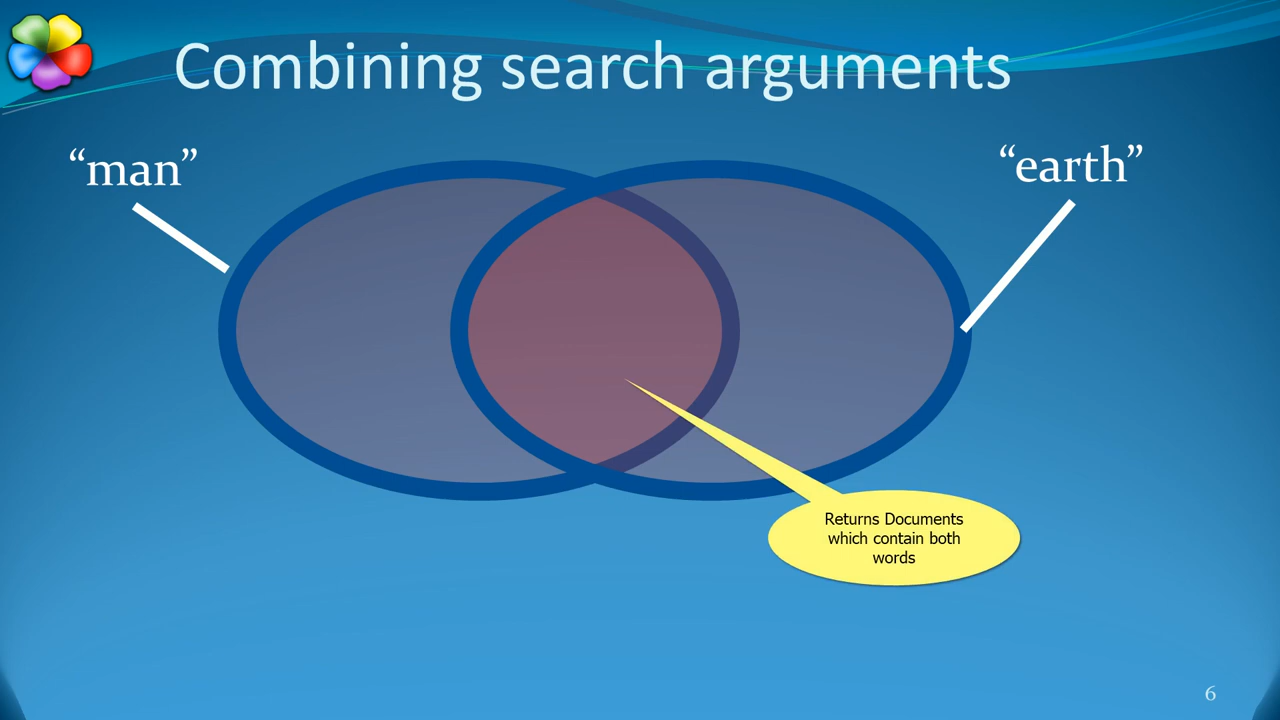 Combining search arguments
“man”
“earth”
Returns Documents
which contain both
words
6